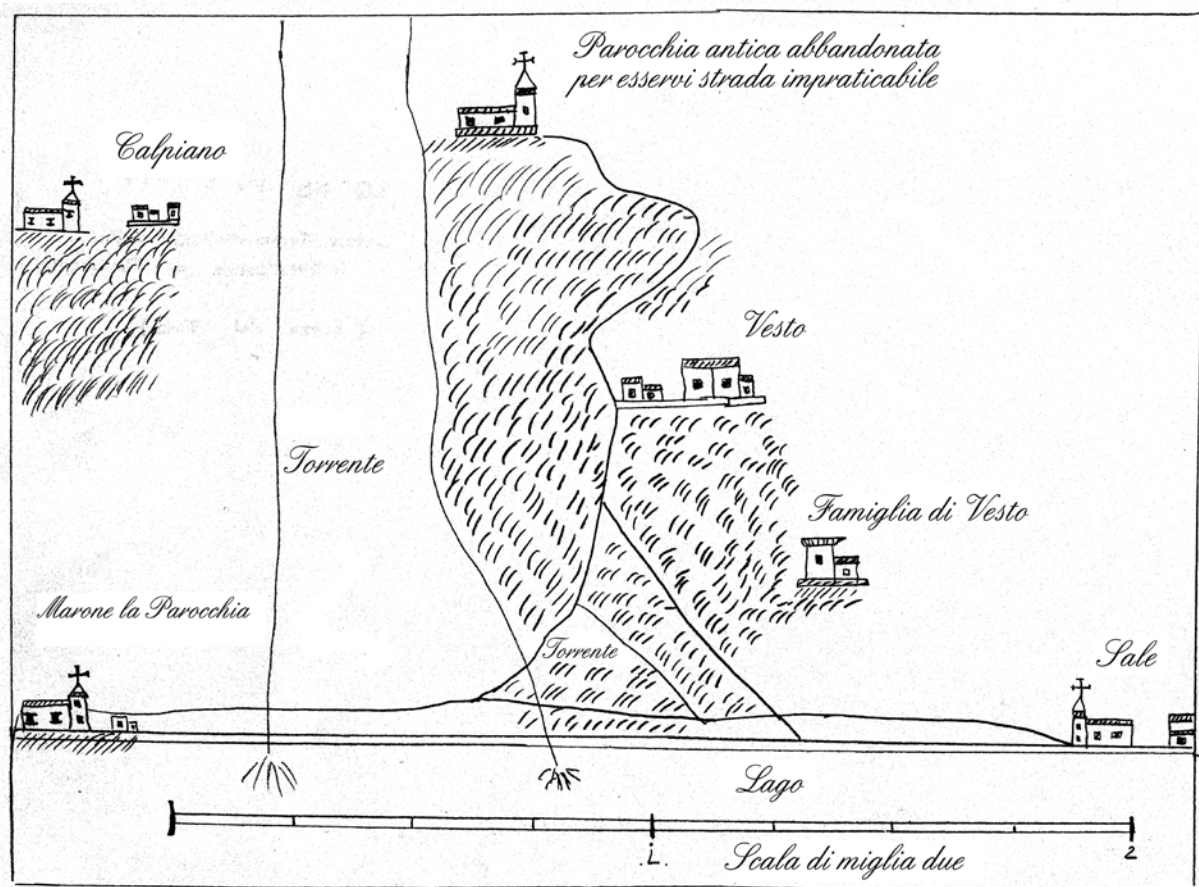 Parocchia antica abbandonata
per esservi strada impraticabile
Calpiano
Vesto
Torrente
Famiglia di Vesto
Marone la Parocchia
Torrente
Sale
Lago
1.
2
Scala di miglia due